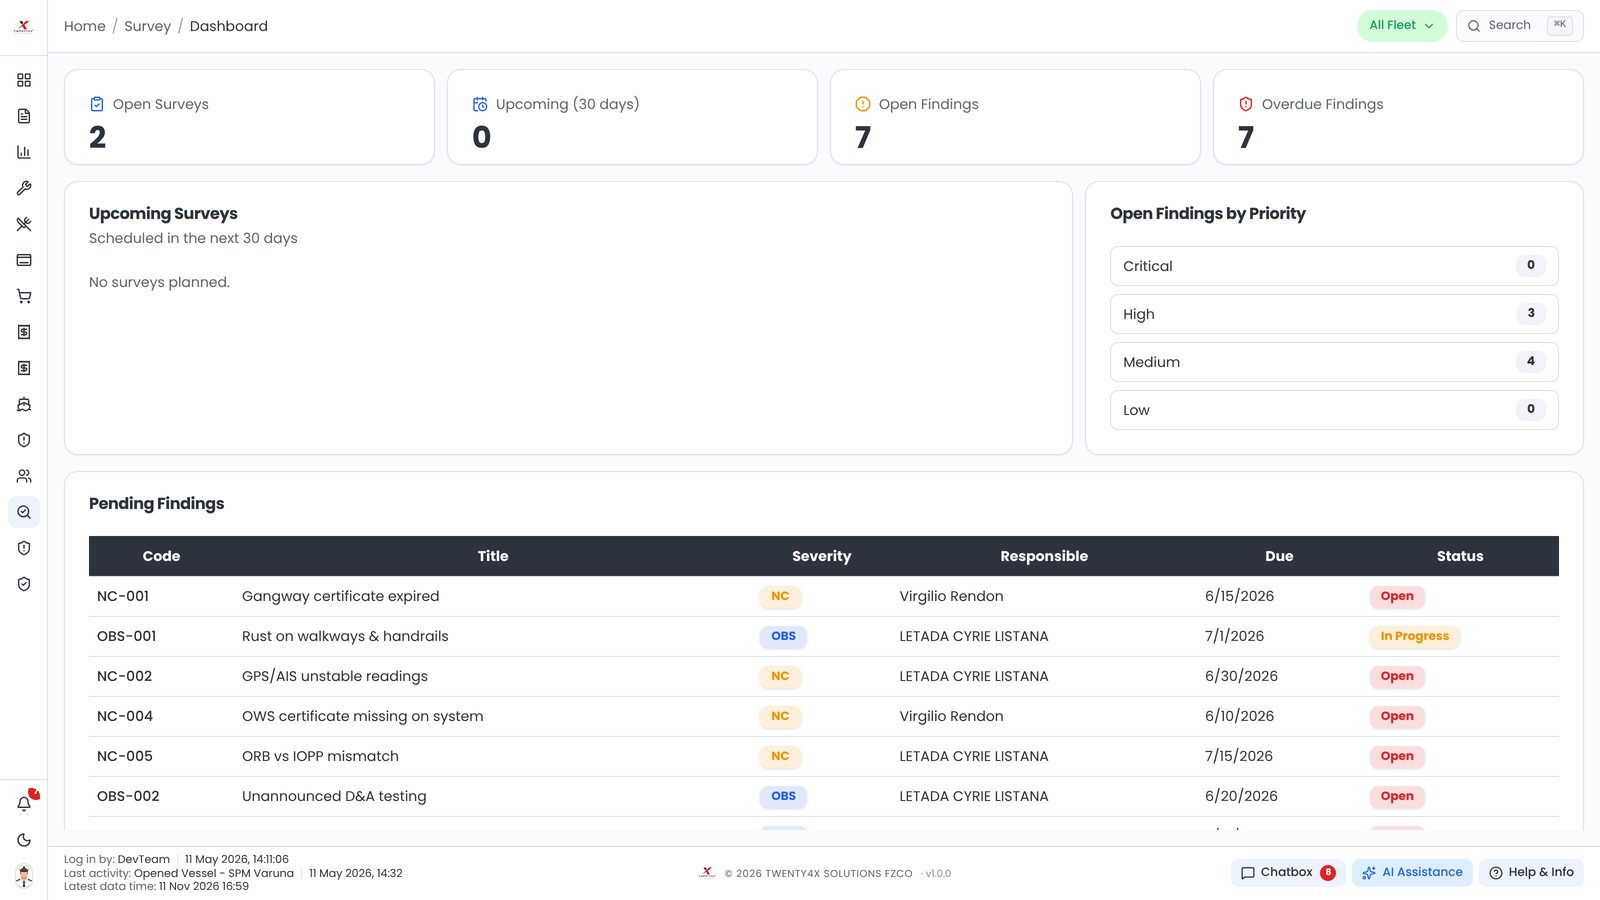 Home / Survey / Dashboard
All Fleet
Search
⌘K
Open Surveys
2
Upcoming (30 days)
0
Open Findings
7
Overdue Findings
7
Upcoming Surveys
Scheduled in the next 30 days
No surveys planned.
Open Findings by Priority
Critical 0
High 3
Medium 4
Low 0
Pending Findings
Code Title Severity Responsible Due Status
NC-001 Gangway certificate expired NC Virgilio Rendon 6/15/2026 Open
OBS-001 Rust on walkways & handrails OBS LETADA CYRIE LISTANA 7/1/2026 In Progress
NC-002 GPS/AIS unstable readings NC LETADA CYRIE LISTANA 6/30/2026 Open
NC-004 OWS certificate missing on system NC Virgilio Rendon 6/10/2026 Open
NC-005 ORB vs IOPP mismatch NC LETADA CYRIE LISTANA 7/15/2026 Open
OBS-002 Unannounced D&A testing OBS LETADA CYRIE LISTANA 6/20/2026 Open
Log in by: DevTeam | 11 May 2026, 14:11:06
Last activity: Opened Vessel - SPM Varuna | 11 May 2026, 14:32
Latest data time: 11 Nov 2026 16:59
© 2026 TWENTY4X SOLUTIONS FZCO · v1.0.0
Chatbox 8
AI Assistance
Help & Info